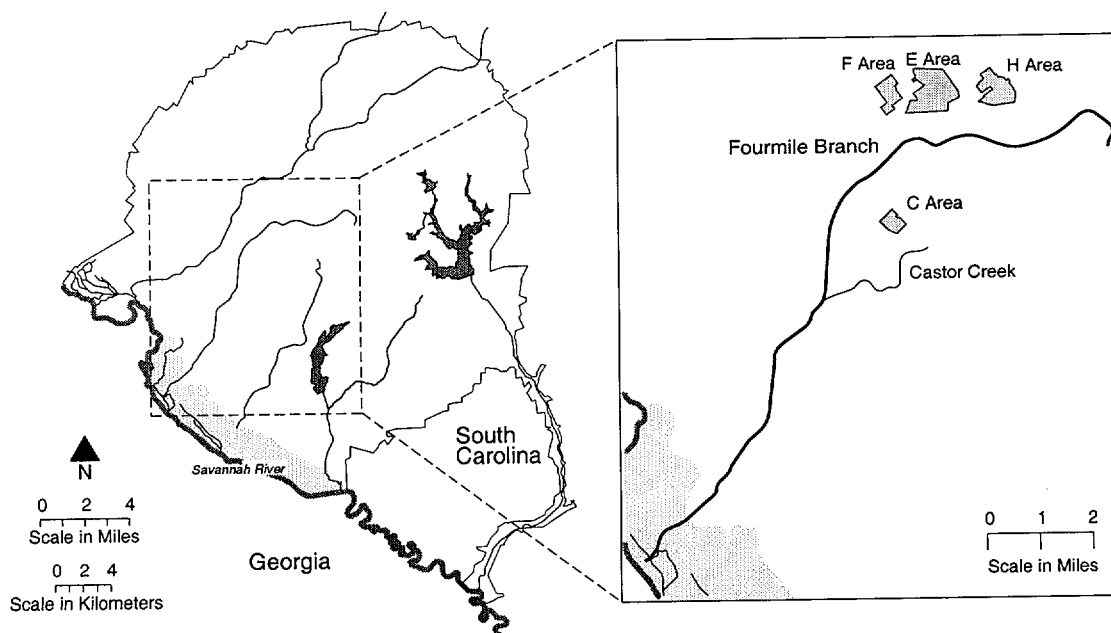 F Area
E Area
H Area
Fourmile Branch
C Area
Castor Creek
South
Carolina
Savannah River
Georgia
N
0 2 4
Scale in Miles
0 2 4
Scale in Kilometers
0 1 2
Scale in Miles